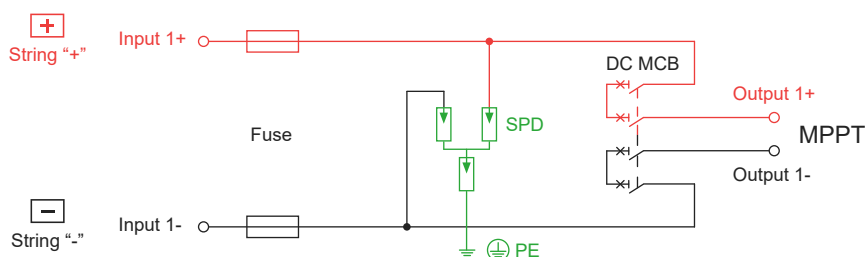 String “+”
Input 1+
DC MCB
Output 1+
SPD
Fuse
MPPT
Output 1-
String “-”
Input 1-
PE